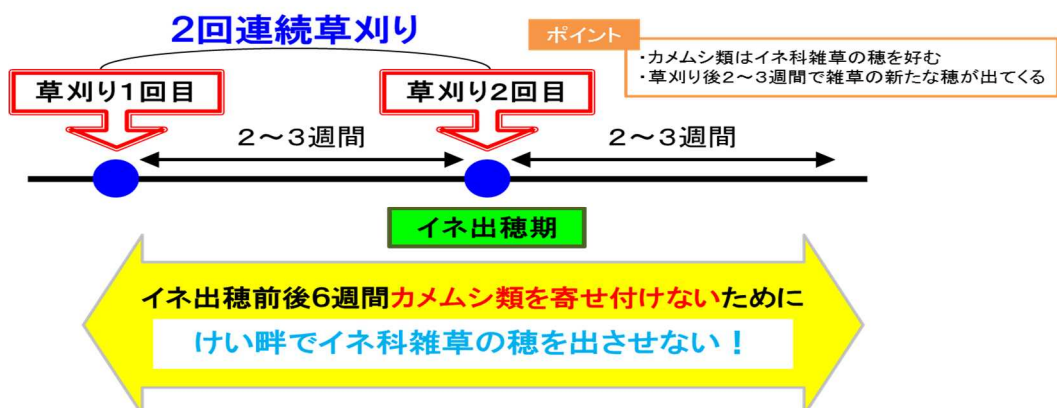 2回連続草刈り
ポイント
・カメムシ類はイネ科雑草の穂を好む
・草刈り後2～3週間で雑草の新たな穂が出てくる
草刈り1回目
草刈り2回目
2～3週間
2～3週間
イネ出穂期
イネ出穂前後6週間カメムシ類を寄せ付けないために
けい畔でイネ科雑草の穂を出させない！